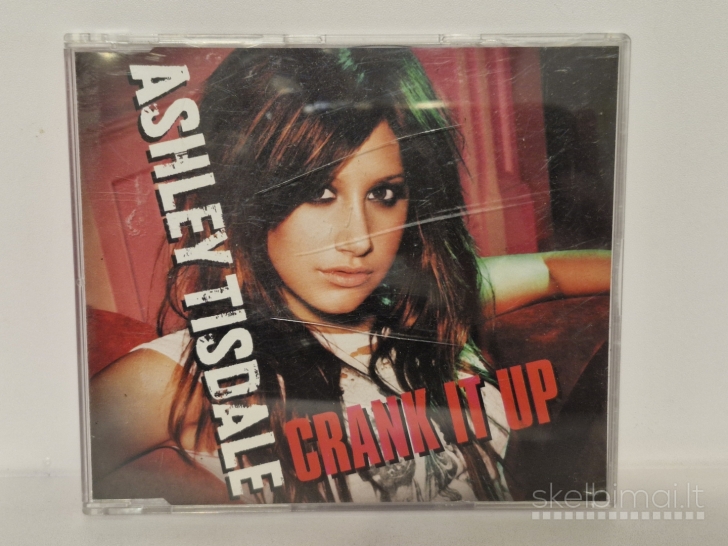 ASHLEY TISDALE
CRANK IT UP
skelbimai.lt